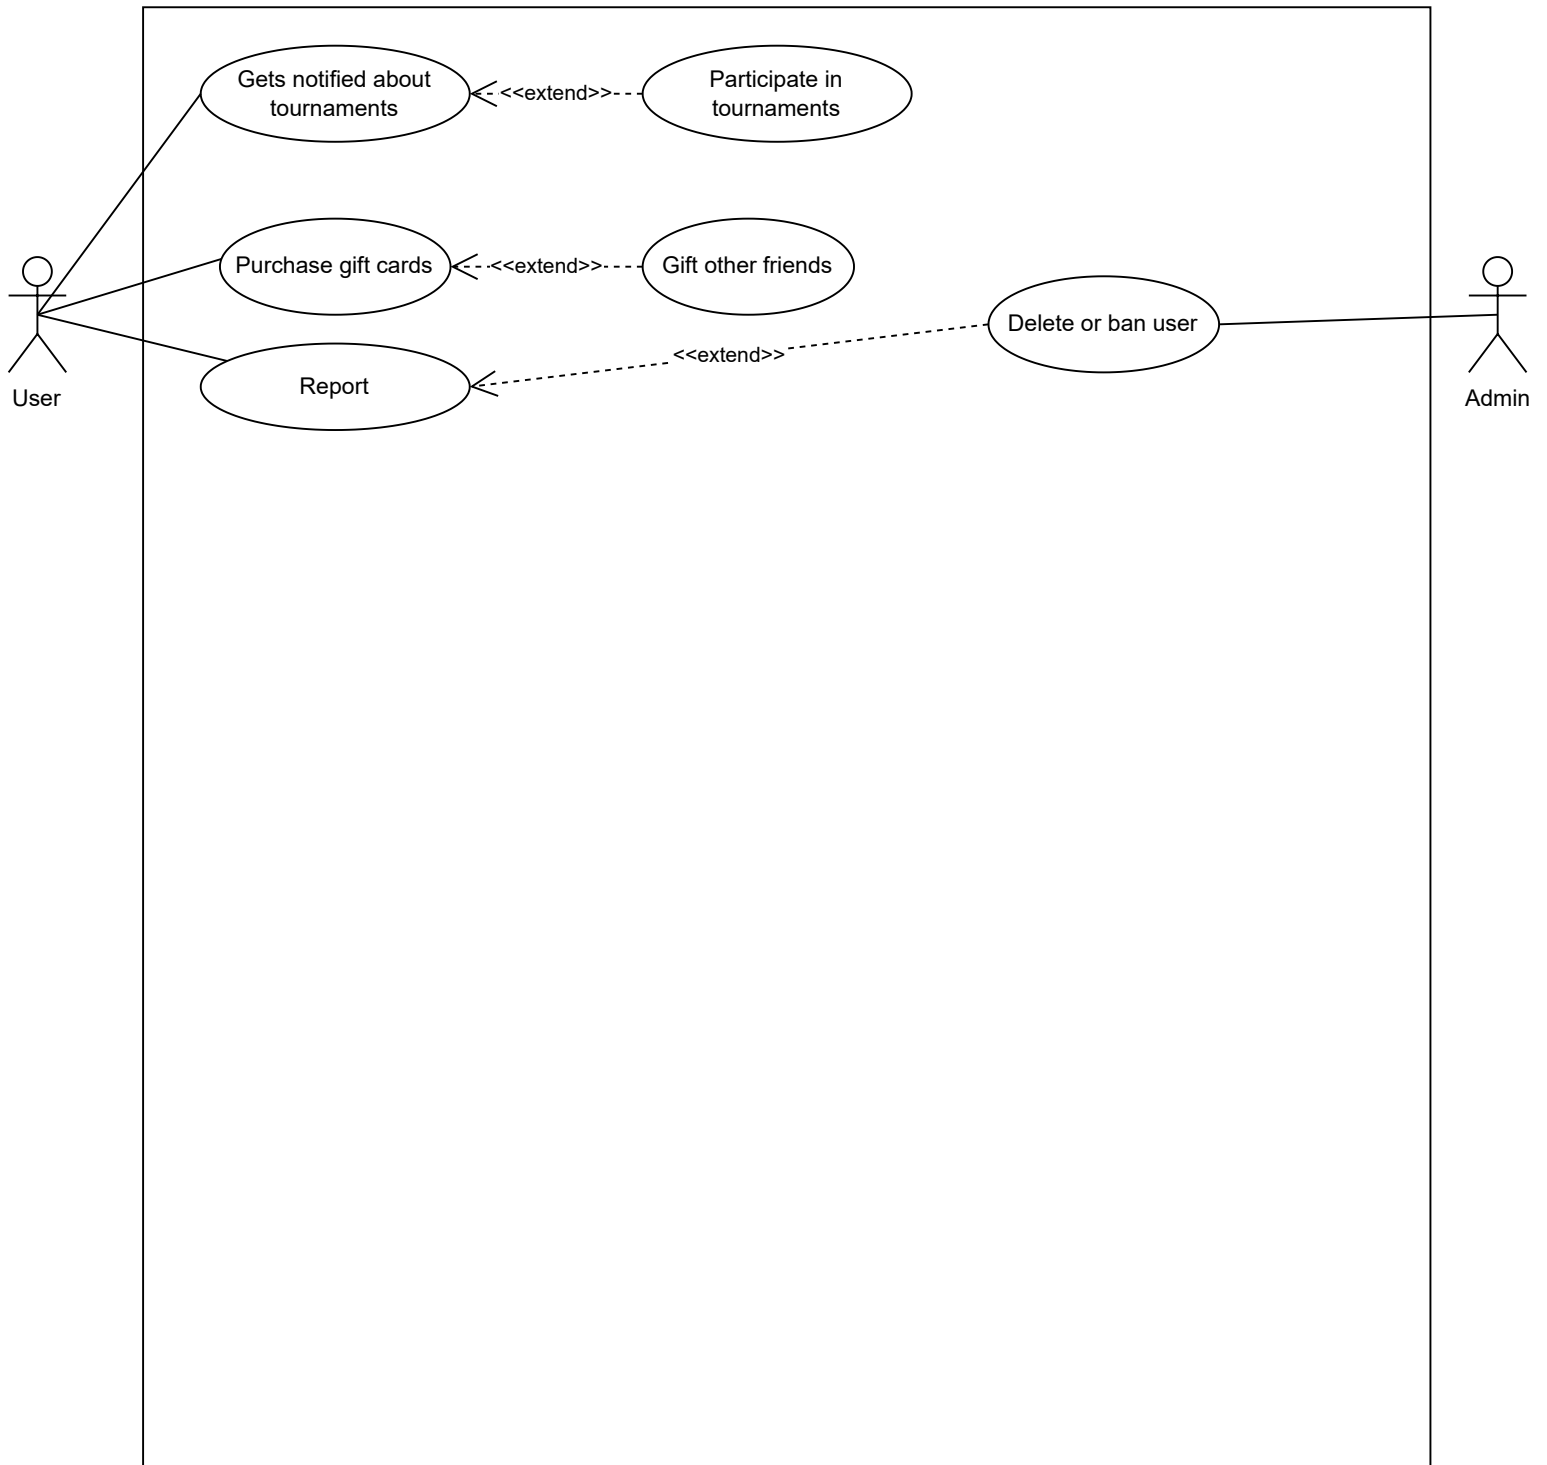 Gets notified about
tournaments
<<extend>>
Participate in
tournaments
Purchase gift cards
<<extend>>
Gift other friends
Delete or ban user
<<extend>>
Report
User
Admin